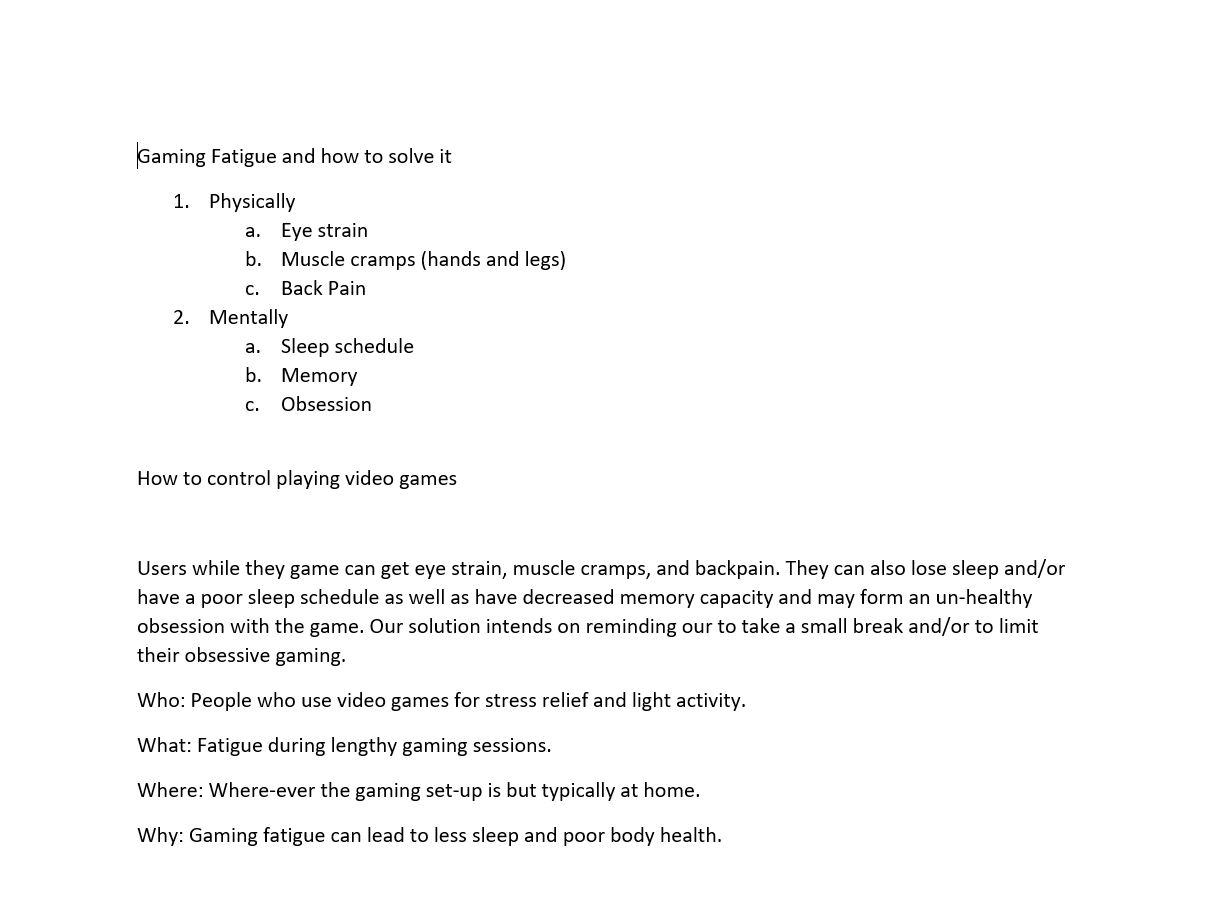 Gaming Fatigue and how to solve it
1. Physically
a. Eye strain
b. Muscle cramps (hands and legs)
c. Back Pain
2. Mentally
a. Sleep schedule
b. Memory
c. Obsession
How to control playing video games
Users while they game can get eye strain, muscle cramps, and backpain. They can also lose sleep and/or
have a poor sleep schedule as well as have decreased memory capacity and may form an un-healthy
obsession with the game. Our solution intends on reminding our to take a small break and/or to limit
their obsessive gaming.
Who: People who use video games for stress relief and light activity.
What: Fatigue during lengthy gaming sessions.
Where: Where-ever the gaming set-up is but typically at home.
Why: Gaming fatigue can lead to less sleep and poor body health.